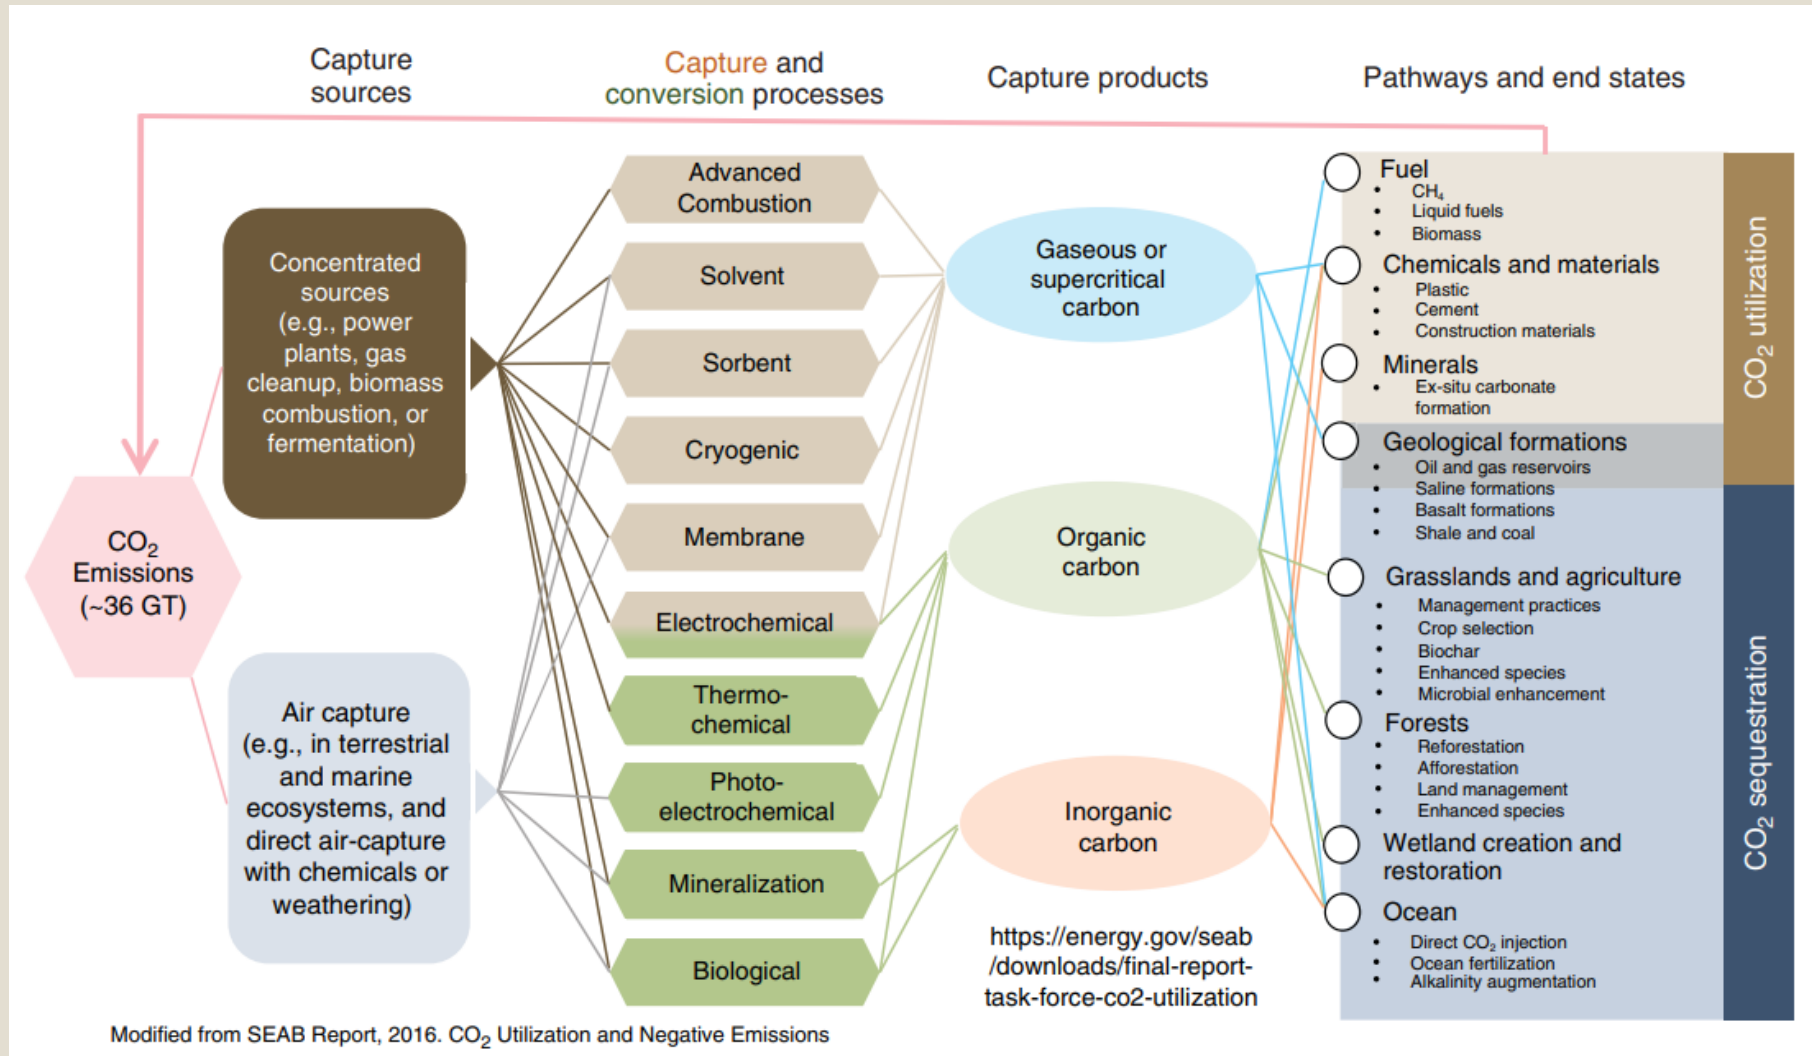 Capture
sources
Capture and
conversion processes
Capture products
Pathways and end states
CO₂
Emissions
(~36 GT)
Concentrated
sources
(e.g., power
plants, gas
cleanup, biomass
combustion, or
fermentation)
Air capture
(e.g., in terrestrial
and marine
ecosystems, and
direct air-capture
with chemicals or
weathering)
Advanced
Combustion
Solvent
Sorbent
Cryogenic
Membrane
Electrochemical
Thermo-
chemical
Photo-
electrochemical
Mineralization
Biological
Gaseous or
supercritical
carbon
Organic
carbon
Inorganic
carbon
https://energy.gov/seab
/downloads/final-report-
task-force-co2-utilization
Fuel
• CH₄
• Liquid fuels
• Biomass
Chemicals and materials
• Plastic
• Cement
• Construction materials
Minerals
• Ex-situ carbonate
formation
Geological formations
• Oil and gas reservoirs
• Saline formations
• Basalt formations
• Shale and coal
Grasslands and agriculture
• Management practices
• Crop selection
• Biochar
• Enhanced species
• Microbial enhancement
Forests
• Reforestation
• Afforestation
• Land management
• Enhanced species
Wetland creation and
restoration
Ocean
• Direct CO₂ injection
• Ocean fertilization
• Alkalinity augmentation
CO₂ utilization
CO₂ sequestration
Modified from SEAB Report, 2016. CO₂ Utilization and Negative Emissions